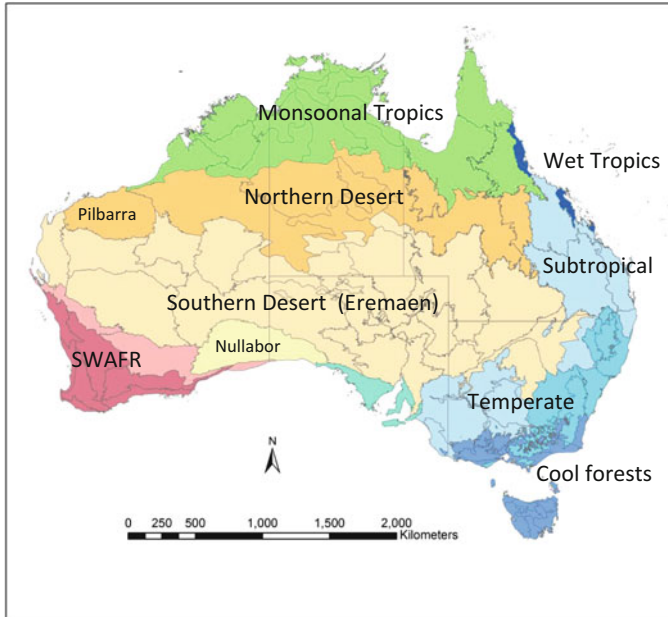 Monsoonal Tropics
Wet Tropics
Northern Desert
Pilbarra
Subtropical
Southern Desert (Eremaen)
Nullabor
SWAFR
Temperate
N
Cool forests
0 250 500 1,000 1,500 2,000
Kilometers